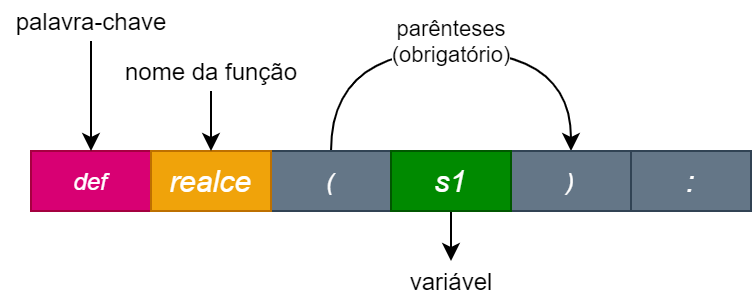 palavra-chave
nome da função
parênteses
(obrigatório)
def realce ( s1 ) :
variável